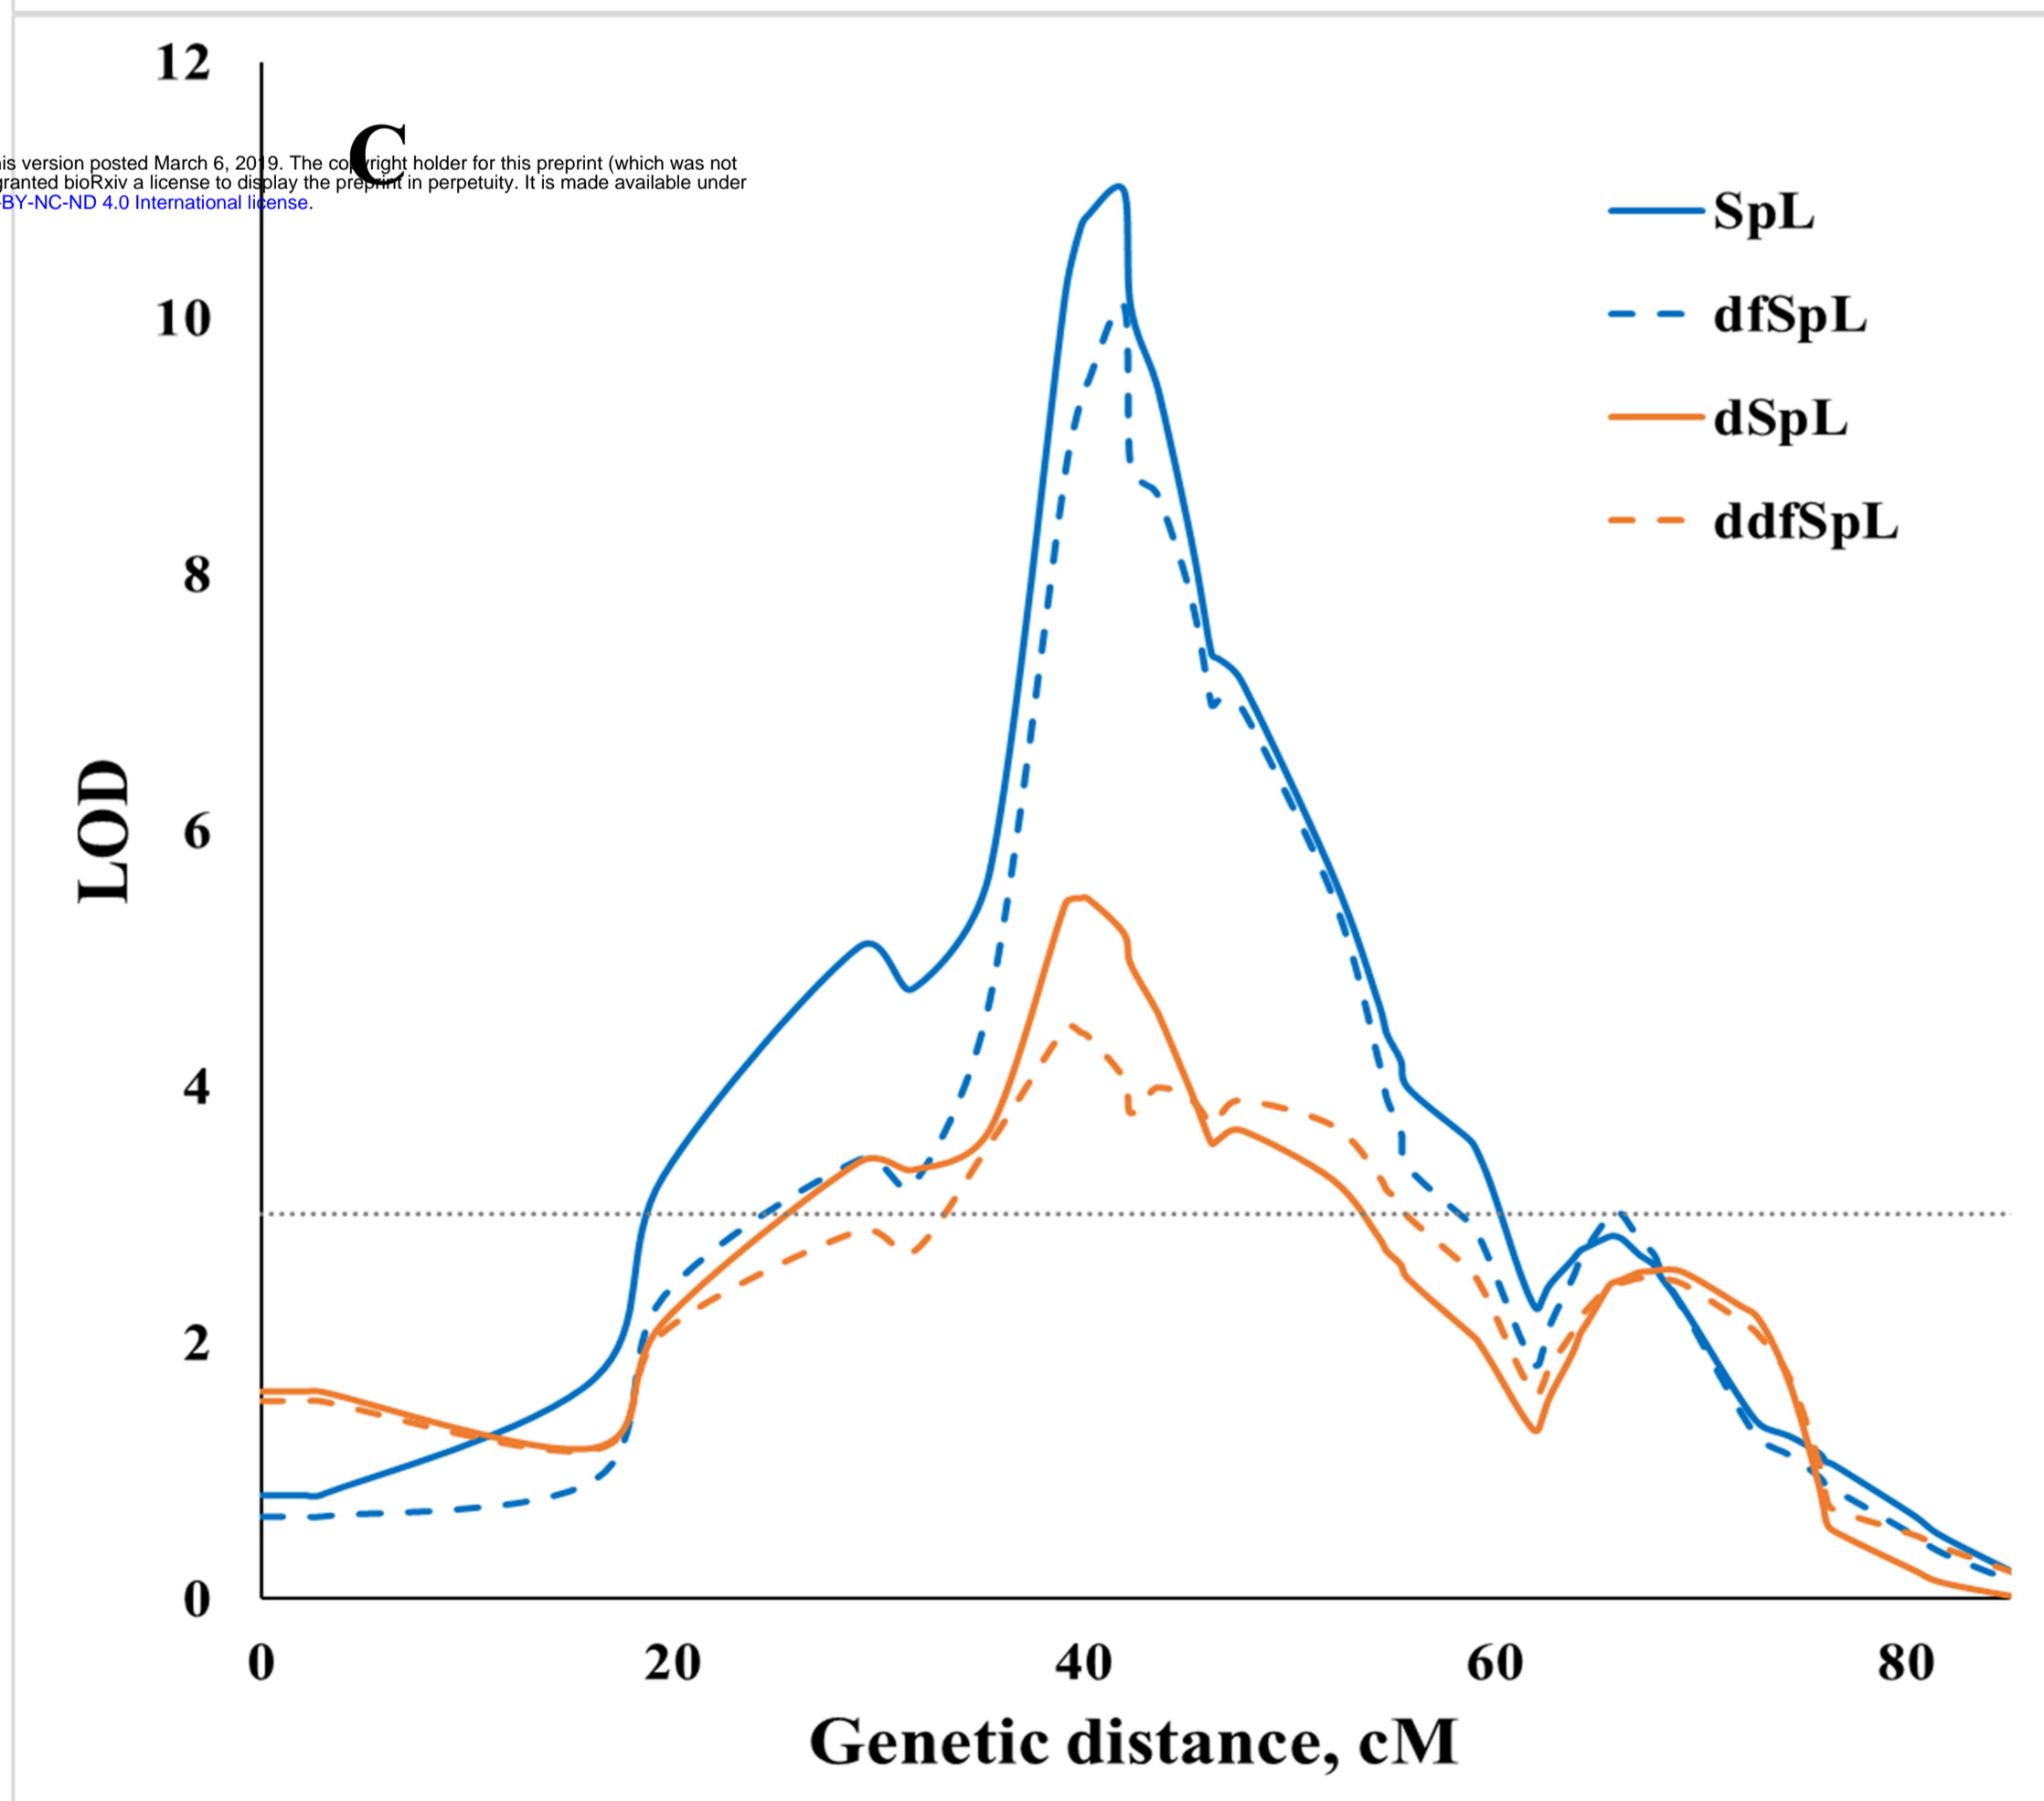 12
C
is version posted March 6, 2019. The copyright holder for this preprint (which was not
granted bioRxiv a license to display the preprint in perpetuity. It is made available under
-BY-NC-ND 4.0 International license.
SpL
10
dfSpL
dSpL
ddfSpL
8
LOD
6
4
2
0
0 20 40 60 80
Genetic distance, cM